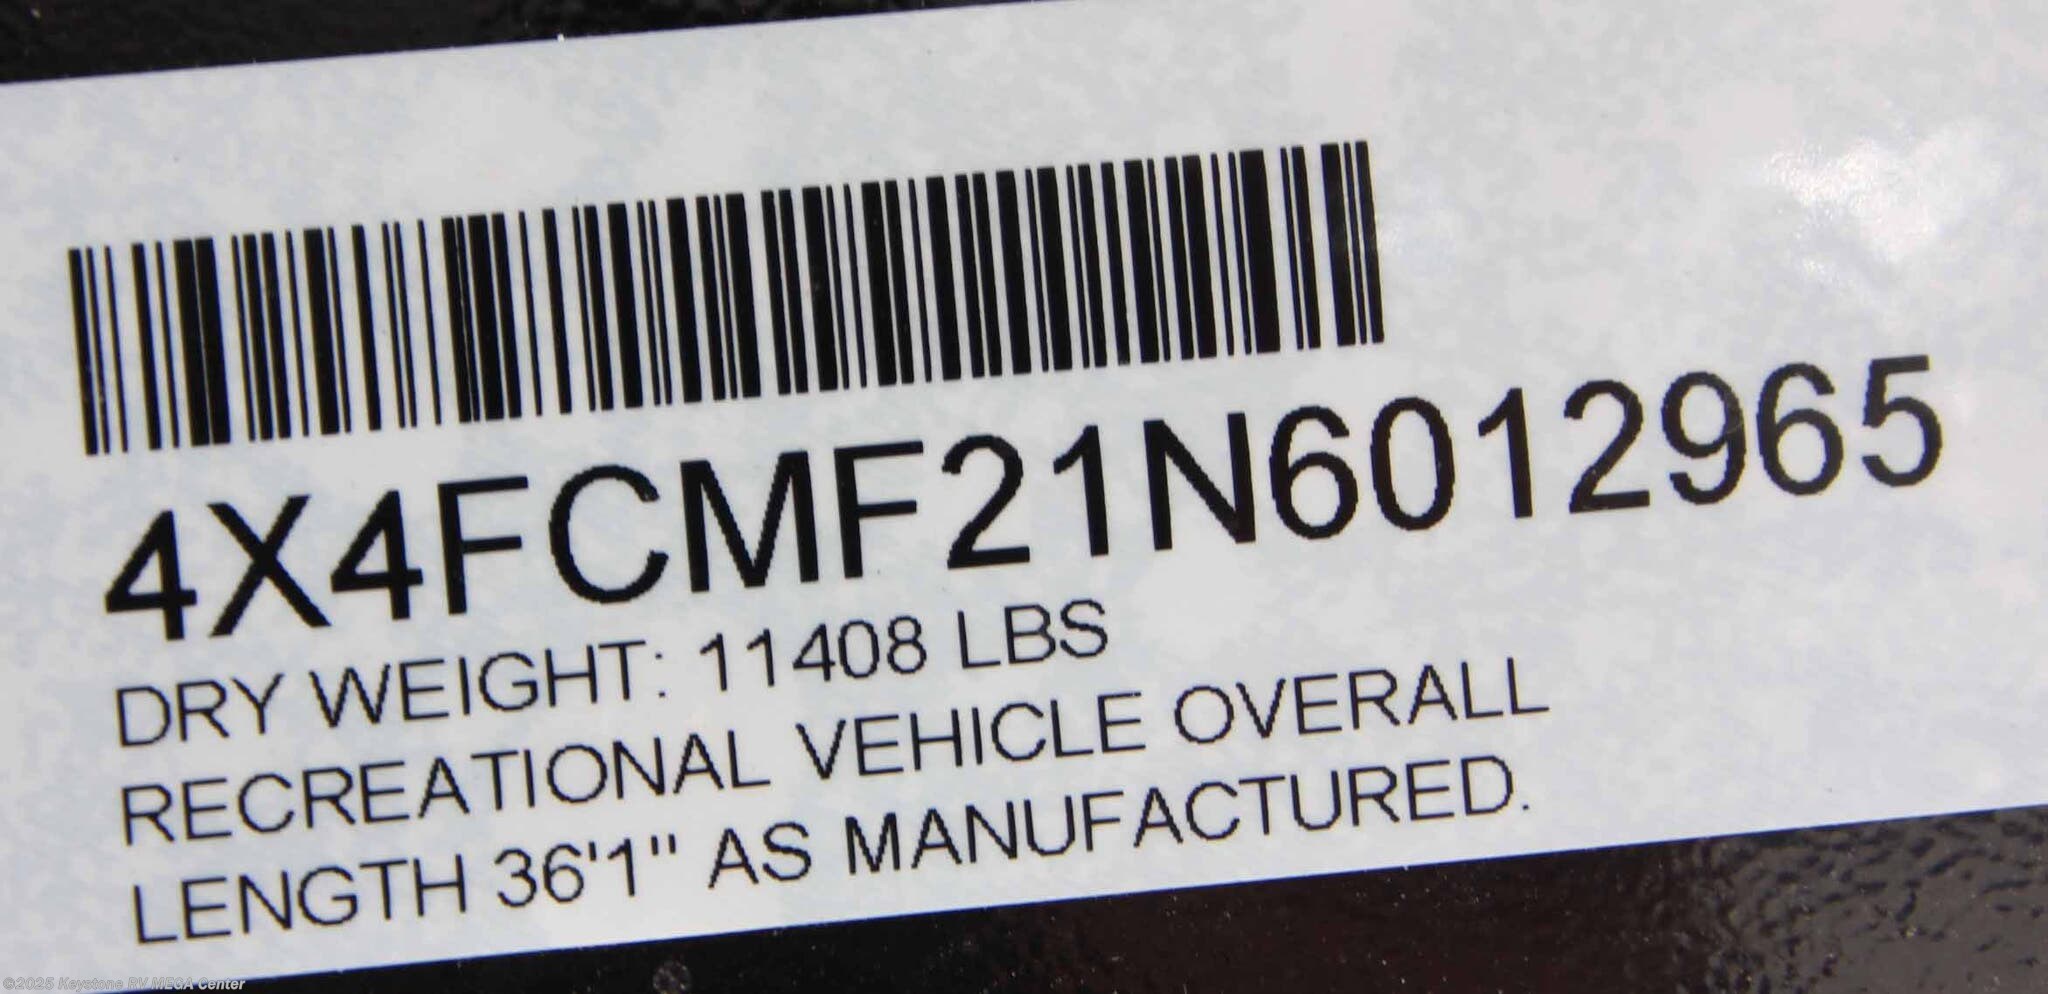 4X4FCMF21N6012965
DRY WEIGHT: 11408 LBS
RECREATIONAL VEHICLE OVERALL
LENGTH 36'1" AS MANUFACTURED.
©2025 Keystone RV MEGA Center